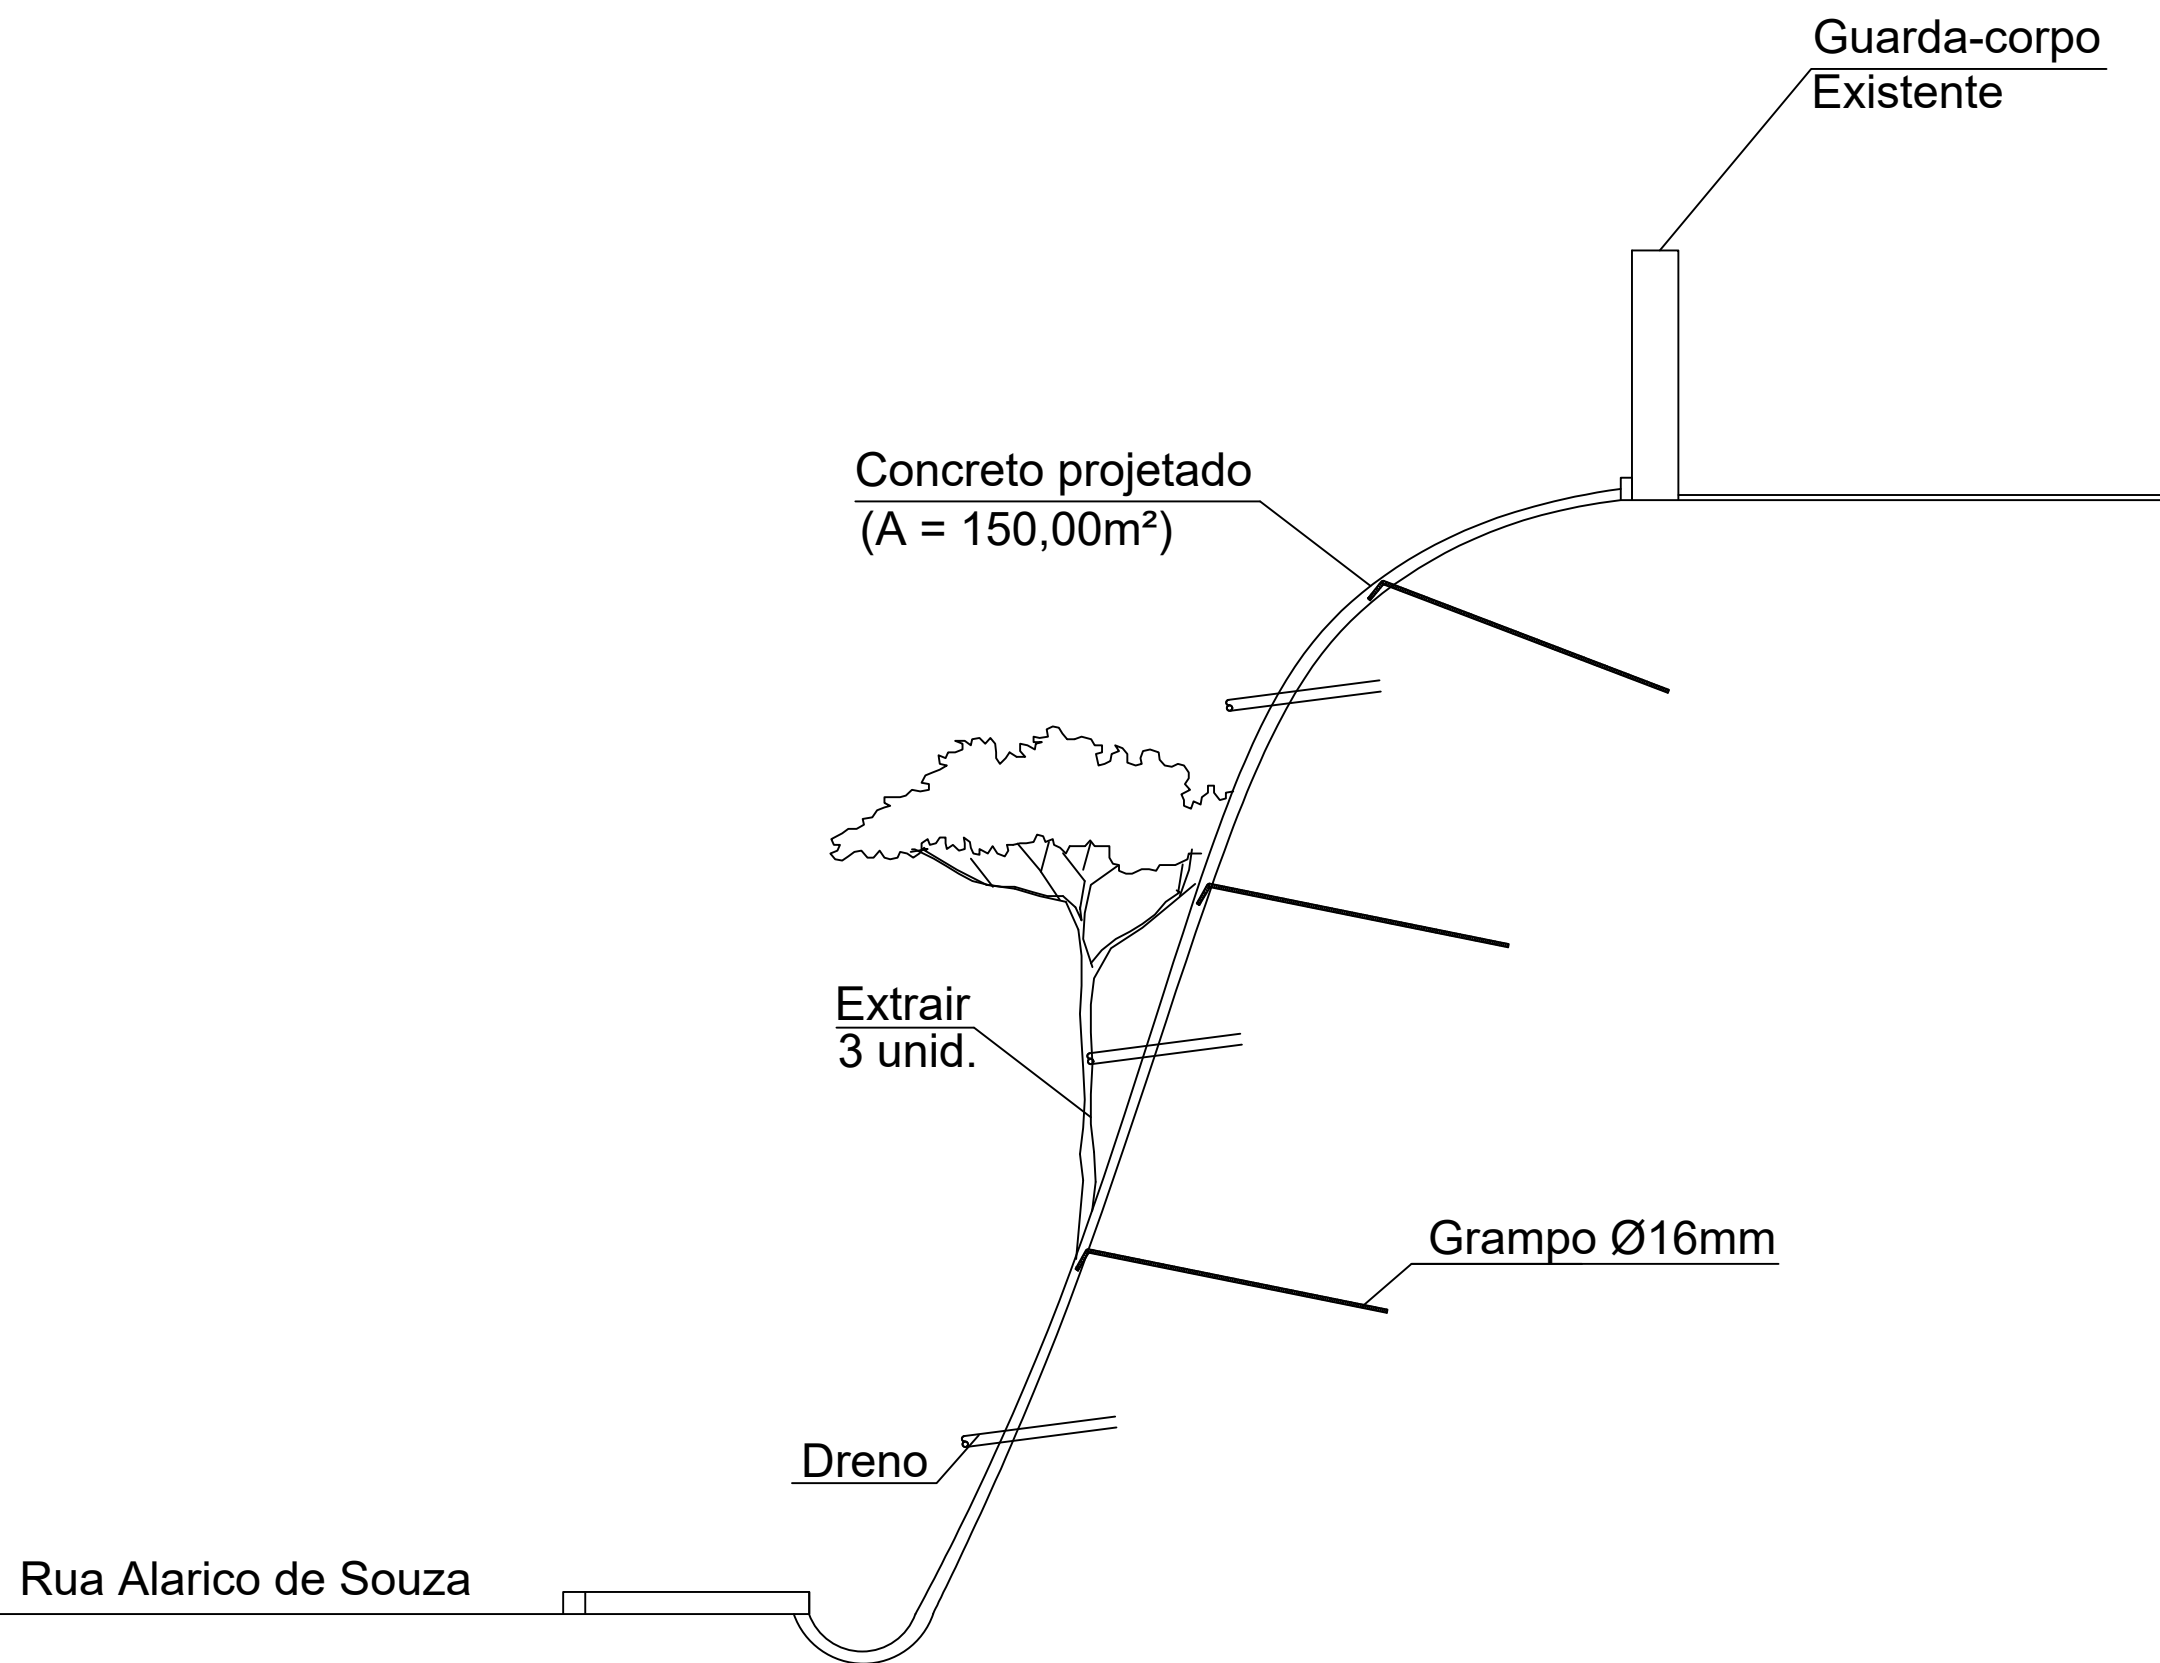 Guarda-corpo
Existente
Concreto projetado
(A = 150,00m²)
Extrair
3 unid.
Grampo Ø16mm
Dreno
Rua Alarico de Souza